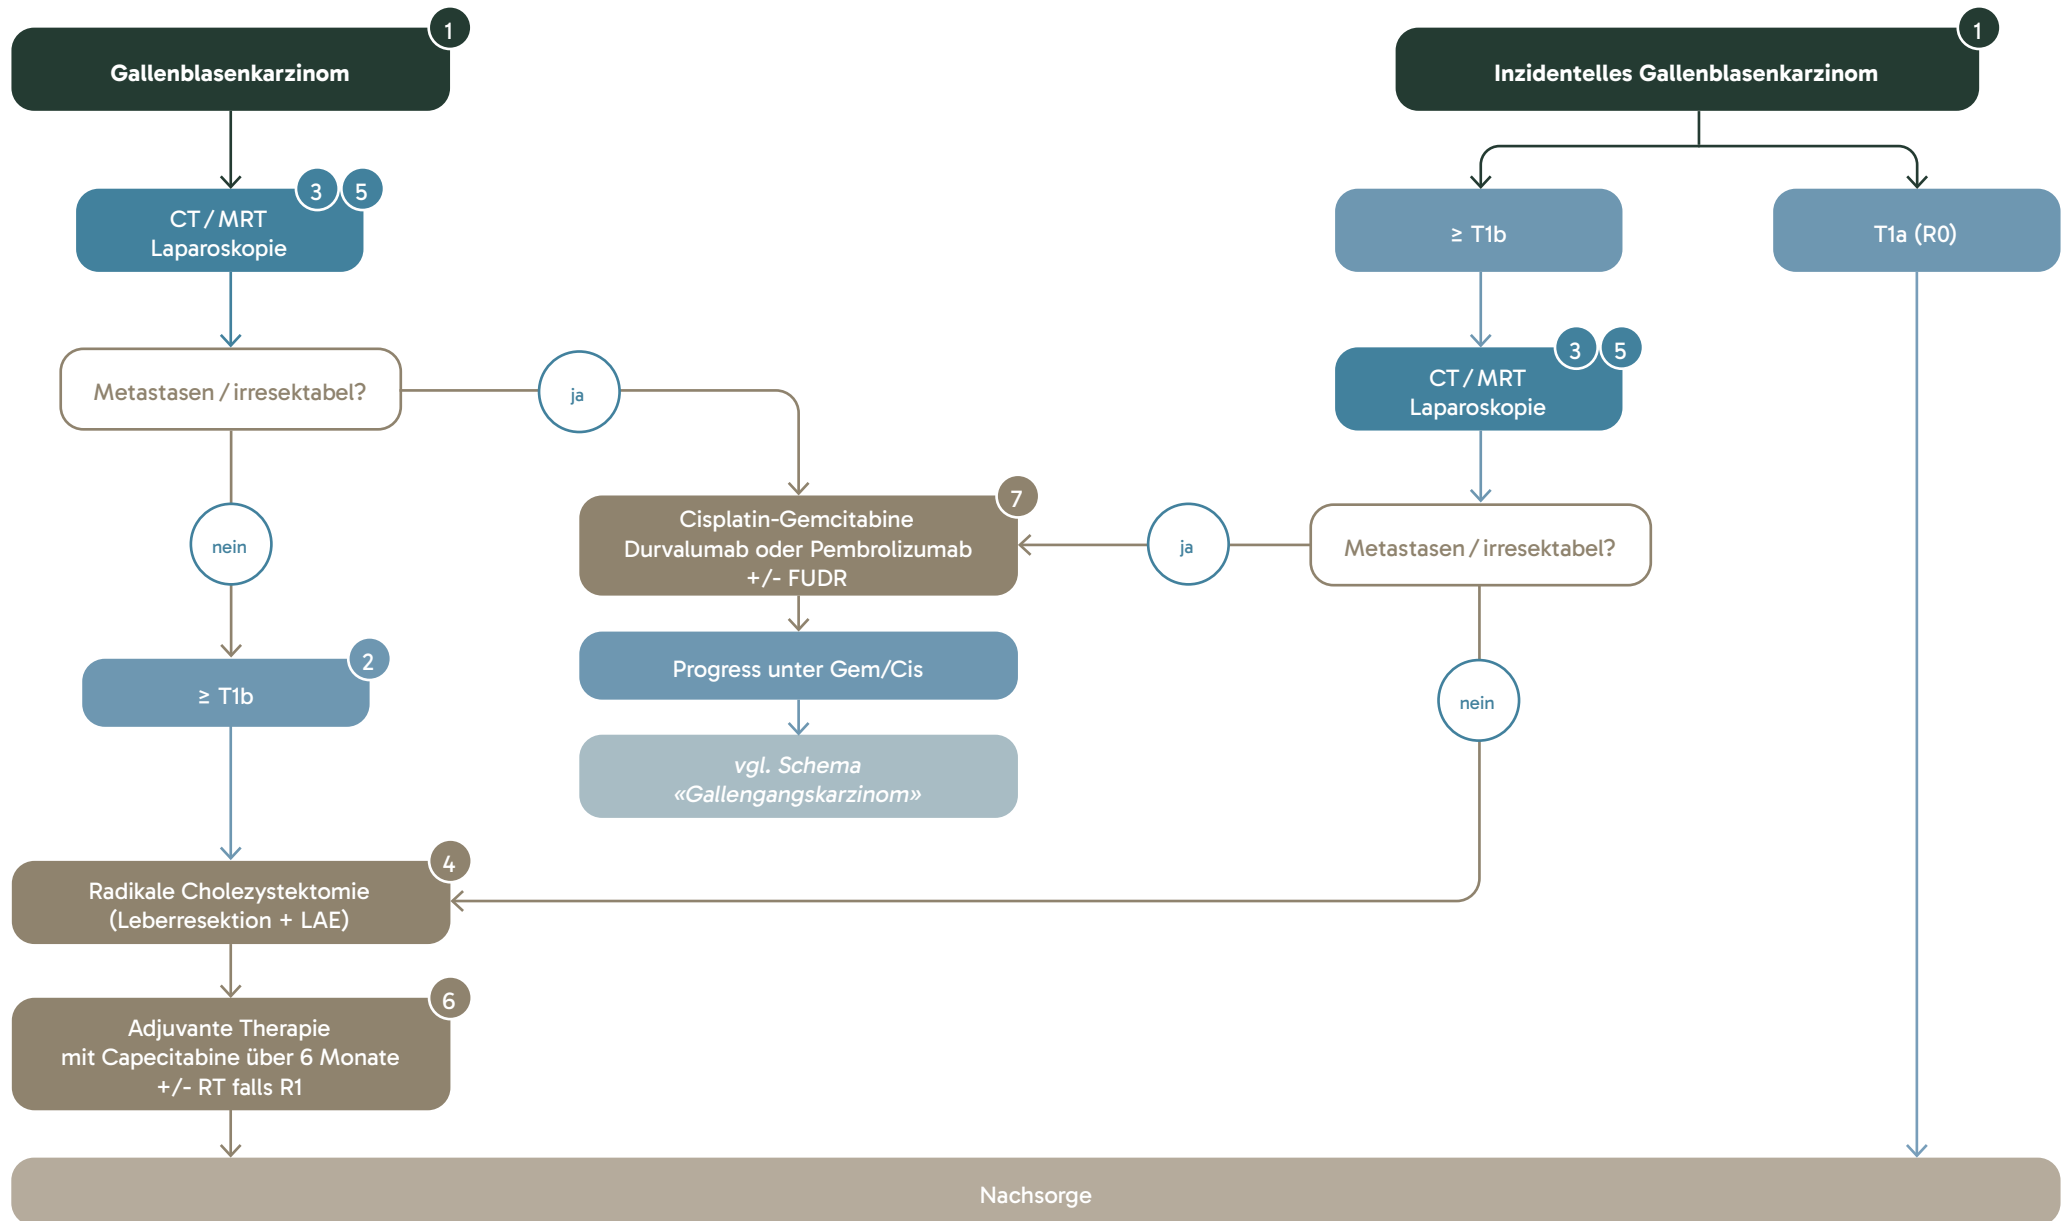 1
Gallenblasenkarzinom
3
5
CT / MRT
Laparoskopie
Metastasen / irresektabel?
ja
nein
2
≥ T1b
7
Cisplatin-Gemcitabine
Durvalumab oder Pembrolizumab
+/- FUDR
Progress unter Gem/Cis
vgl. Schema
«Gallengangskarzinom»
4
Radikale Cholezystektomie
(Leberresektion + LAE)
6
Adjuvante Therapie
mit Capecitabine über 6 Monate
+/- RT falls R1
1
Inzidentelles Gallenblasenkarzinom
≥ T1b
T1a (R0)
3
5
CT / MRT
Laparoskopie
Metastasen / irresektabel?
ja
nein
Nachsorge